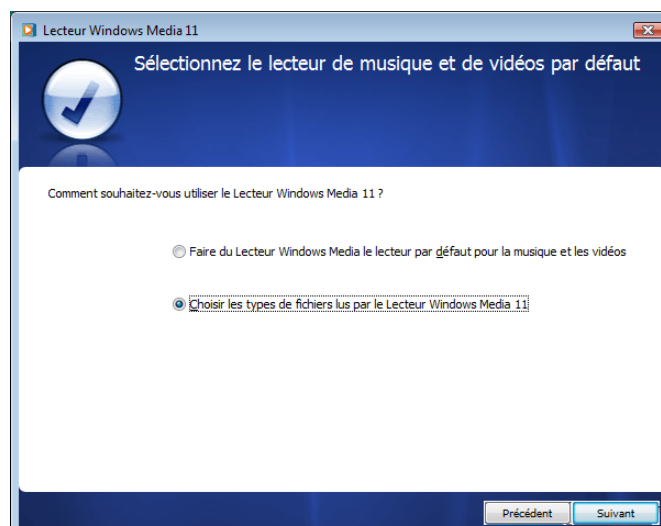 Lecteur Windows Media 11
Sélectionnez le lecteur de musique et de vidéos par défaut
Comment souhaitez-vous utiliser le Lecteur Windows Media 11 ?
Faire du Lecteur Windows Media le lecteur par défaut pour la musique et les vidéos
Choisir les types de fichiers lus par le Lecteur Windows Media 11
Précédent
Suivant